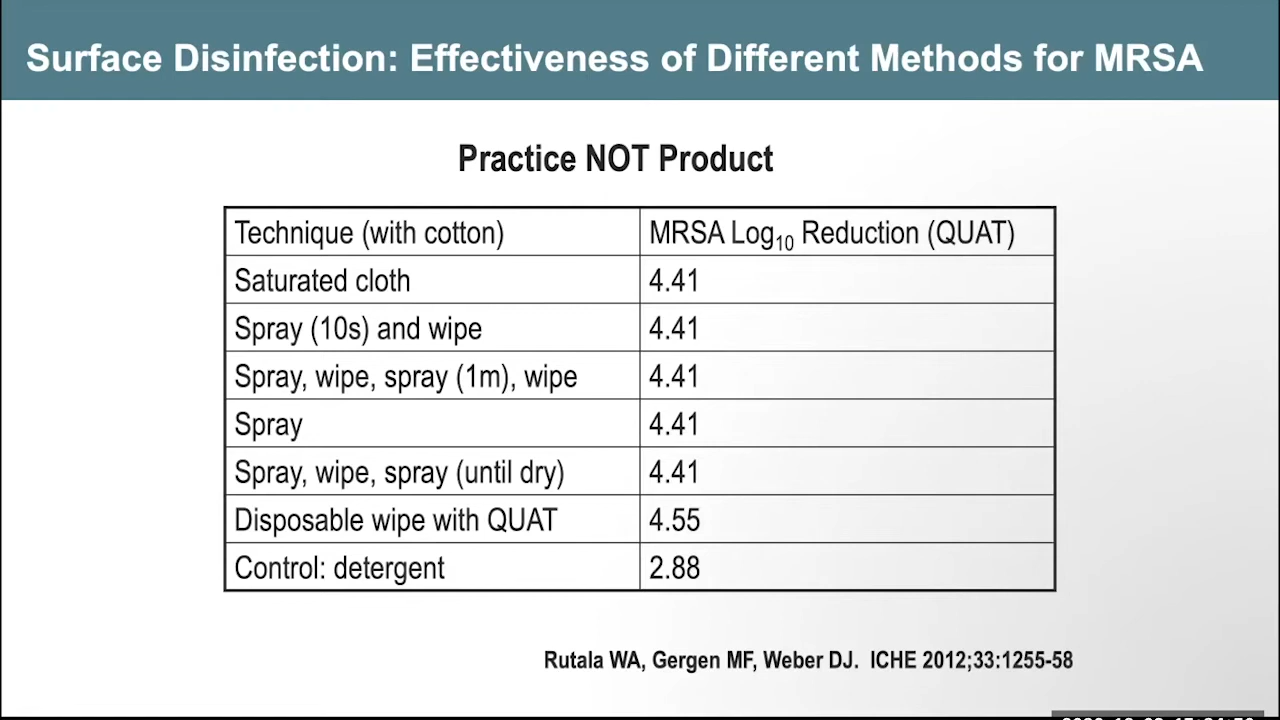 Surface Disinfection: Effectiveness of Different Methods for MRSA
Practice NOT Product
Technique (with cotton) MRSA Log10 Reduction (QUAT)
Saturated cloth 4.41
Spray (10s) and wipe 4.41
Spray, wipe, spray (1m), wipe 4.41
Spray 4.41
Spray, wipe, spray (until dry) 4.41
Disposable wipe with QUAT 4.55
Control: detergent 2.88
Rutala WA, Gergen MF, Weber DJ. ICHE 2012;33:1255-58